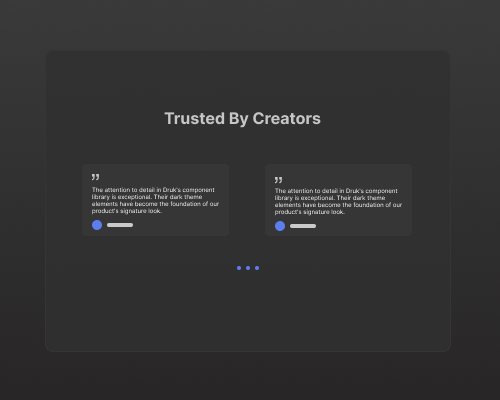 Trusted By Creators
”
The attention to detail in Druk's component
library is exceptional. Their dark theme
elements have become the foundation of our
product's signature look.
”
The attention to detail in Druk's component
library is exceptional. Their dark theme
elements have become the foundation of our
product's signature look.